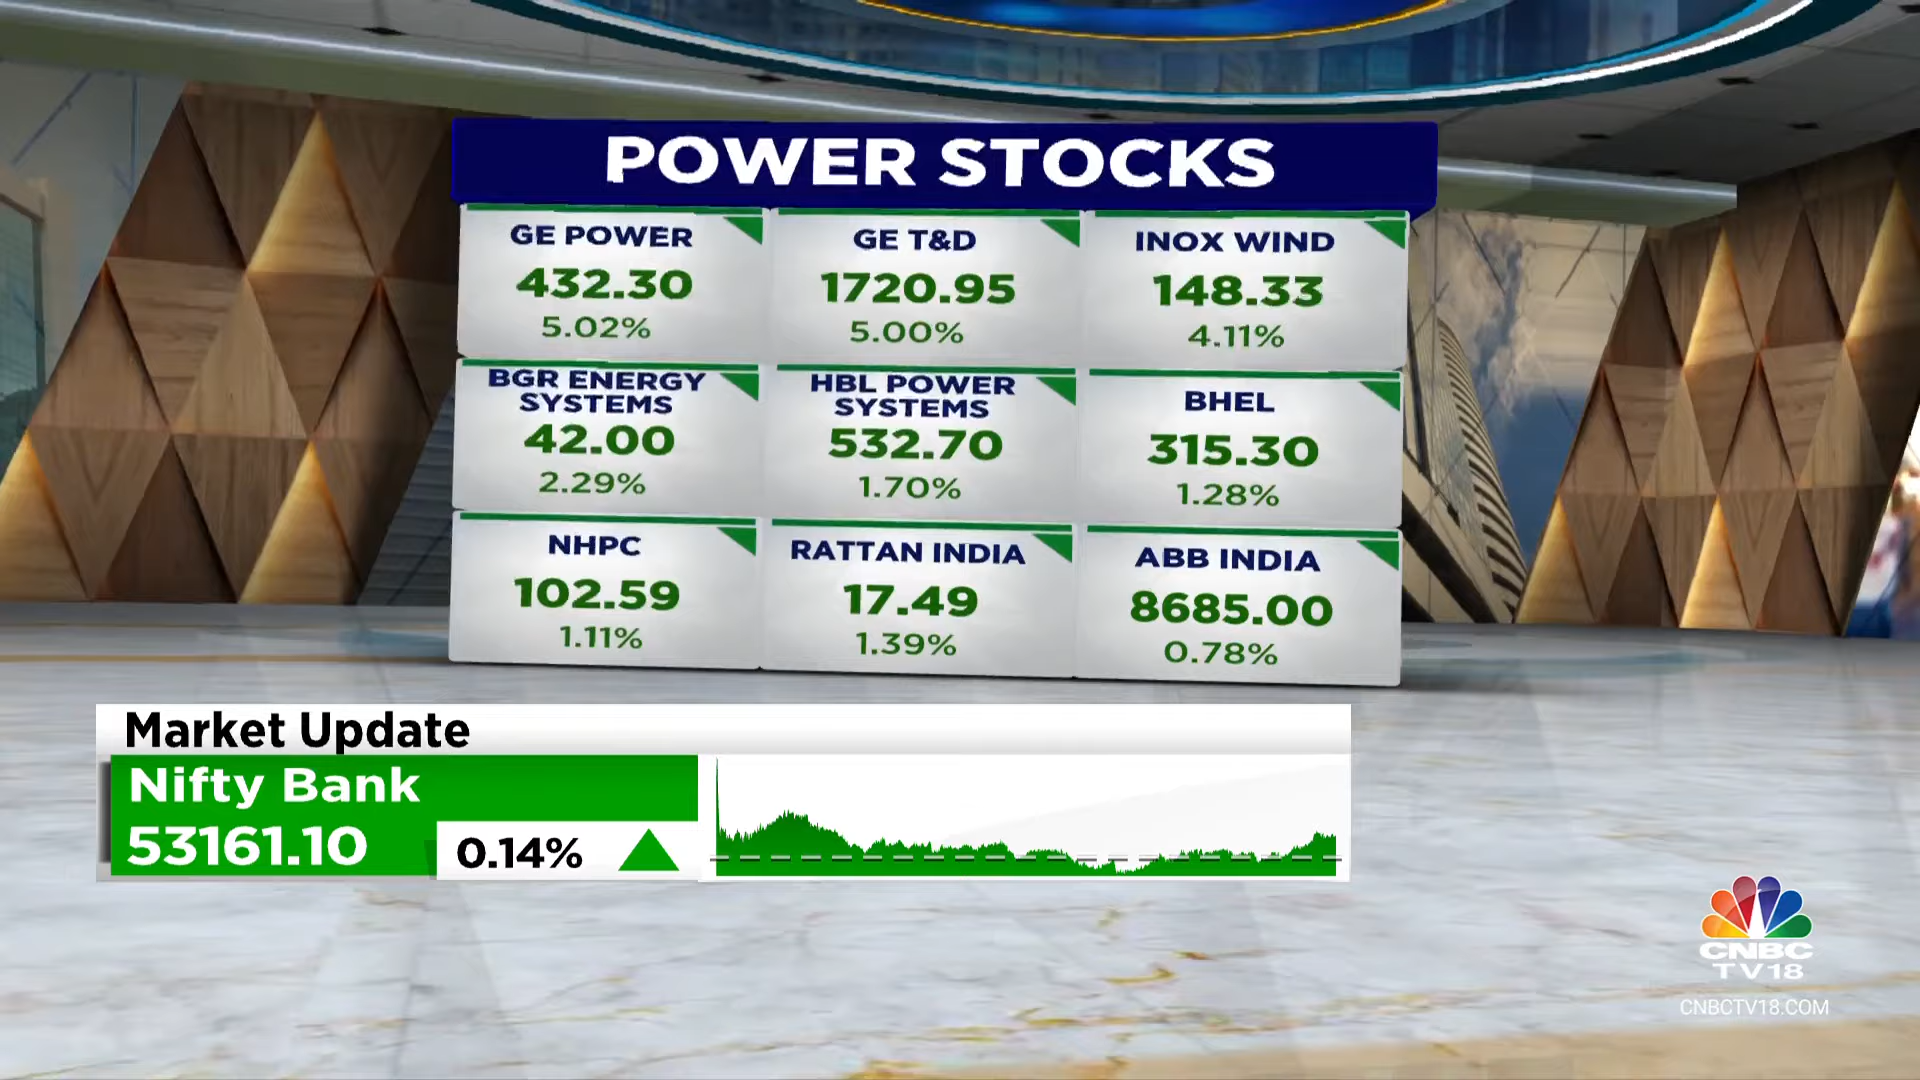 POWER STOCKS
GE POWER
432.30
5.02%
GE T&D
1720.95
5.00%
INOX WIND
148.33
4.11%
BGR ENERGY
SYSTEMS
42.00
2.29%
HBL POWER
SYSTEMS
532.70
1.70%
BHEL
315.30
1.28%
NHPC
102.59
1.11%
RATTAN INDIA
17.49
1.39%
ABB INDIA
8685.00
0.78%
Market Update
Nifty Bank
53161.10
0.14%
CNBC
TV18
CNBCTV18.COM